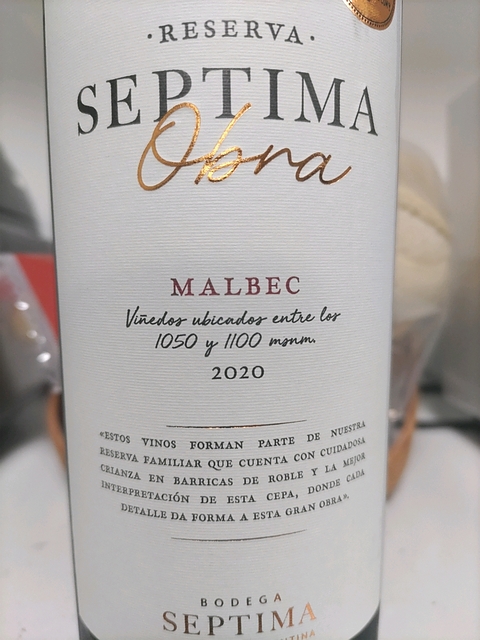 ·RESERVA·
SEPTIMA
Obra
MALBEC
Viñedos ubicados entre los
1050 y 1100 msnm.
2020
«ESTOS VINOS FORMAN PARTE DE NUESTRA
RESERVA FAMILIAR QUE CUENTA CON CUIDADOSA
CRIANZA EN BARRICAS DE ROBLE Y LA MEJOR
INTERPRETACIÓN DE ESTA CEPA, DONDE CADA
DETALLE DA FORMA A ESTA GRAN OBRA».
BODEGA
SEPTIMA